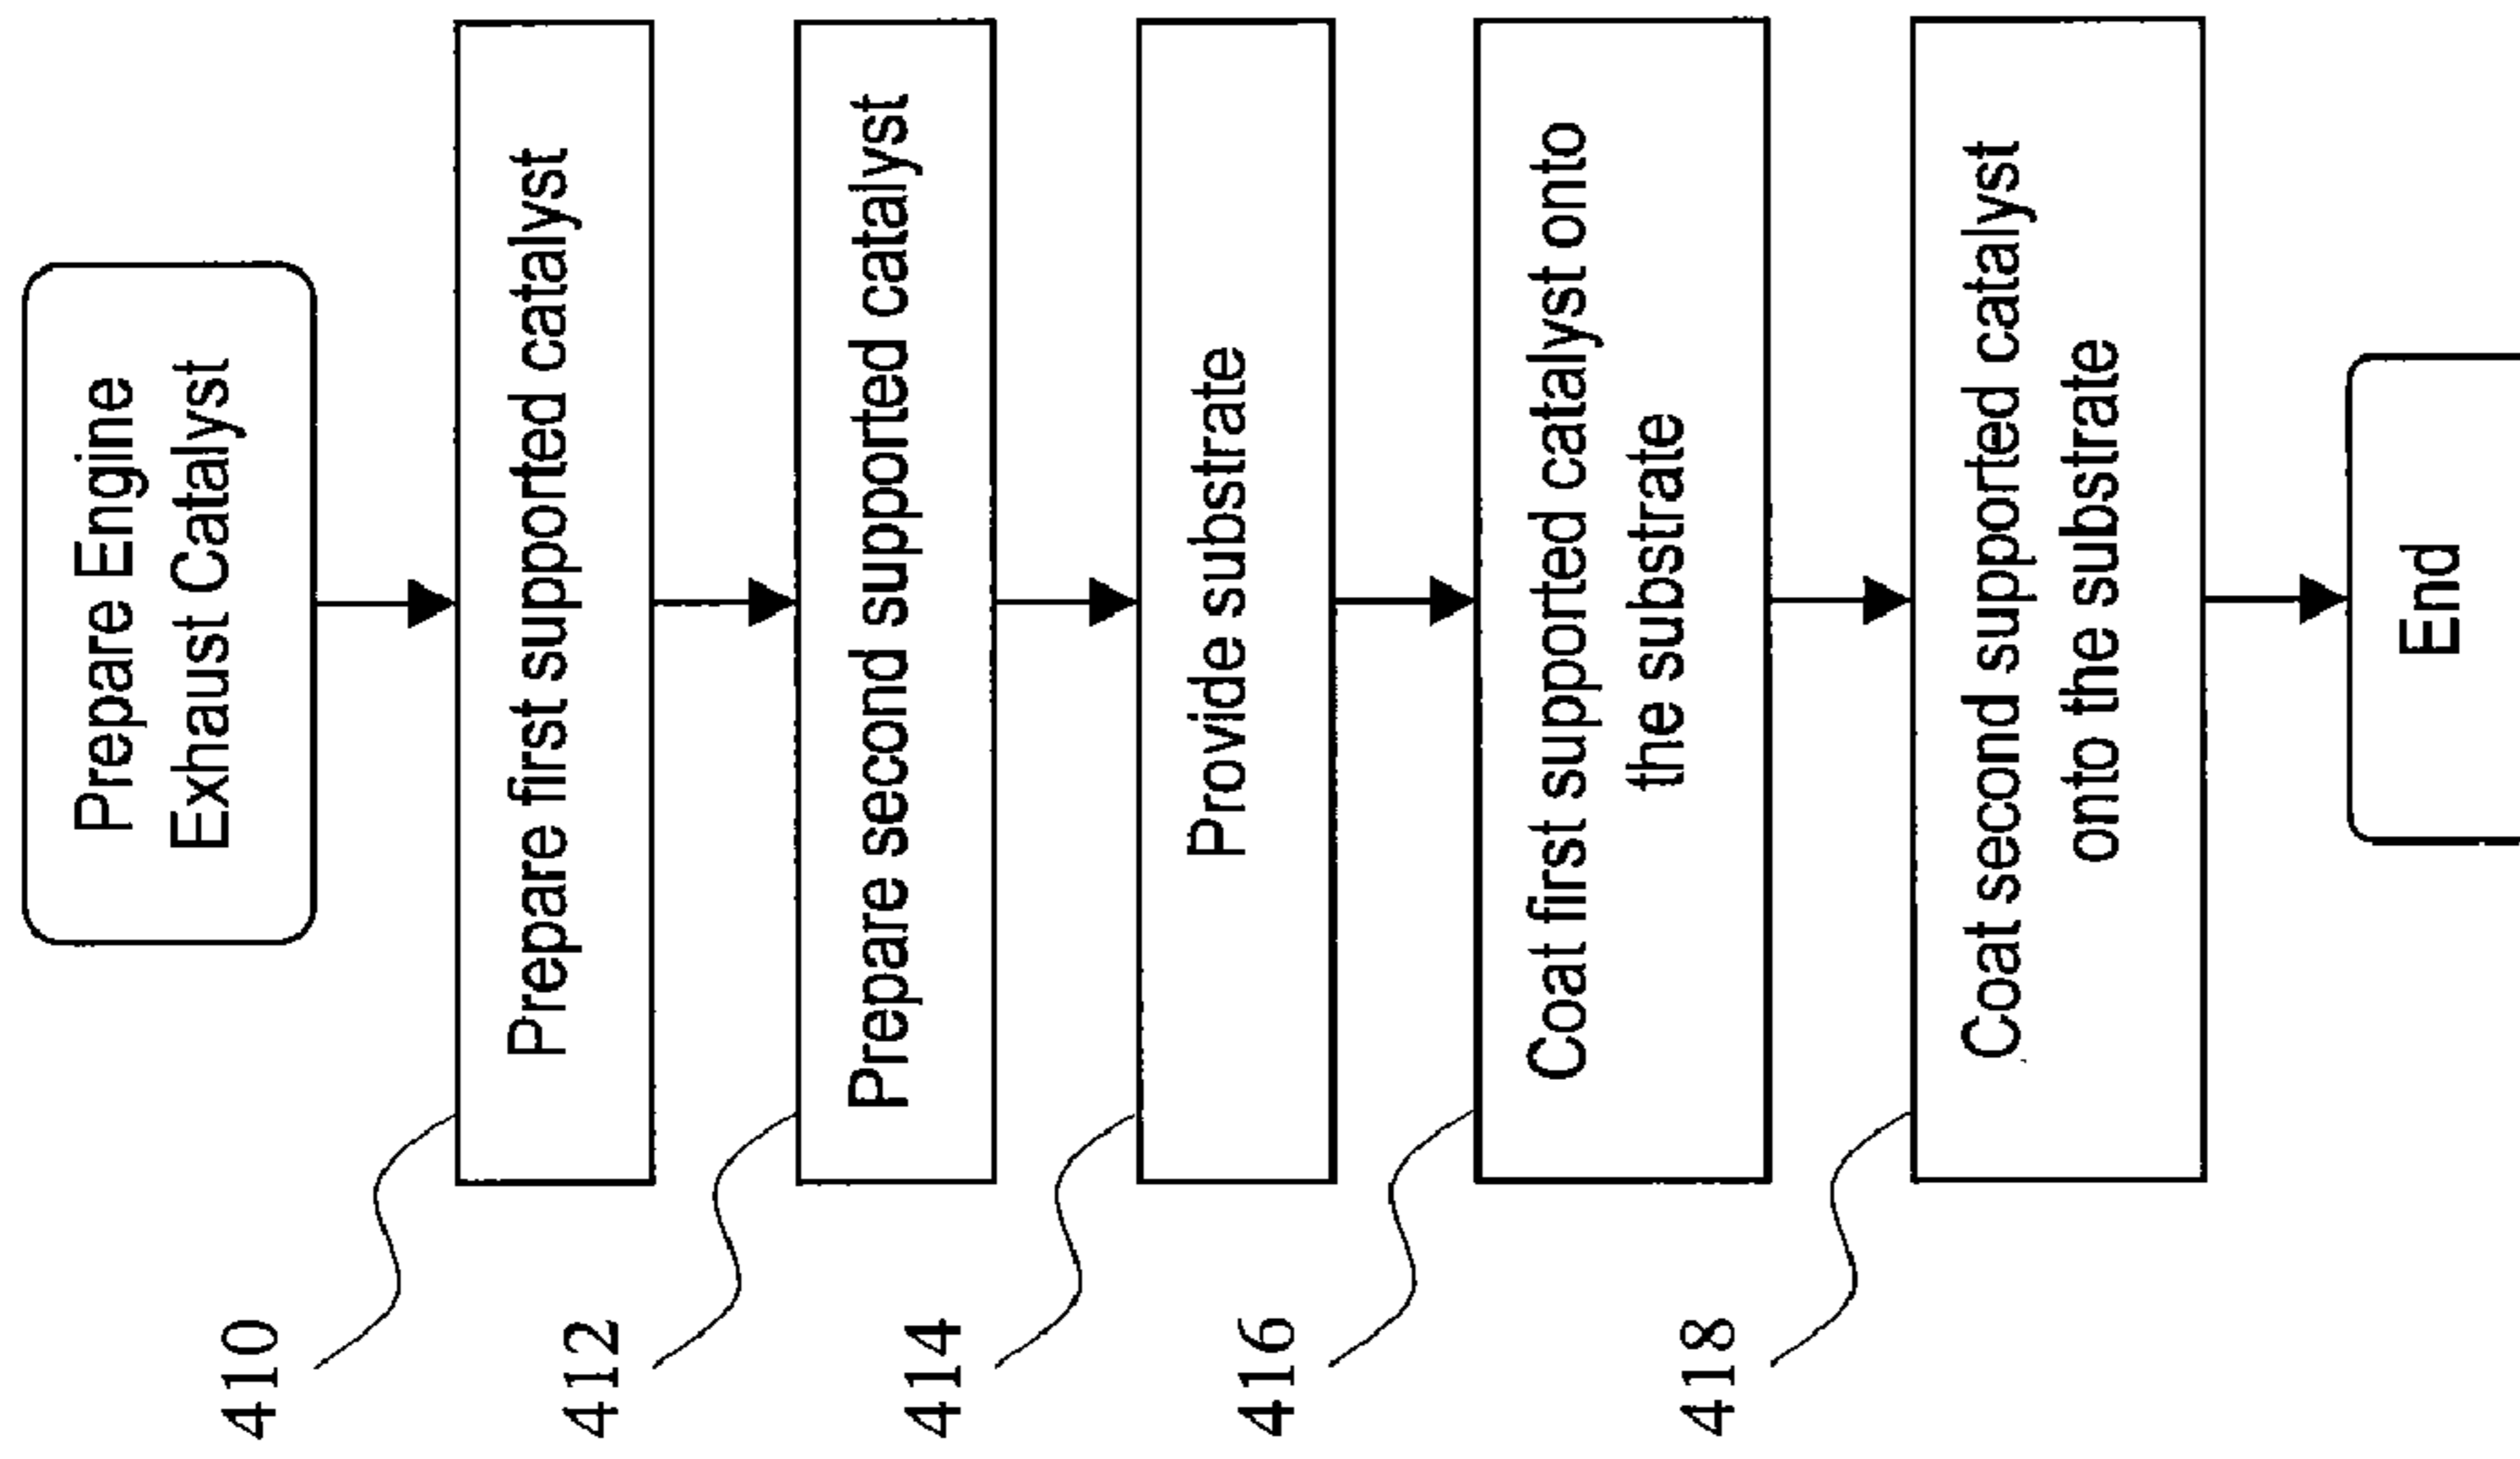 Prepare Engine
Exhaust Catalyst
410
Prepare first supported catalyst
412
Prepare second supported catalyst
414
Provide substrate
416
Coat first supported catalyst onto
the substrate
418
Coat second supported catalyst
onto the substrate
End